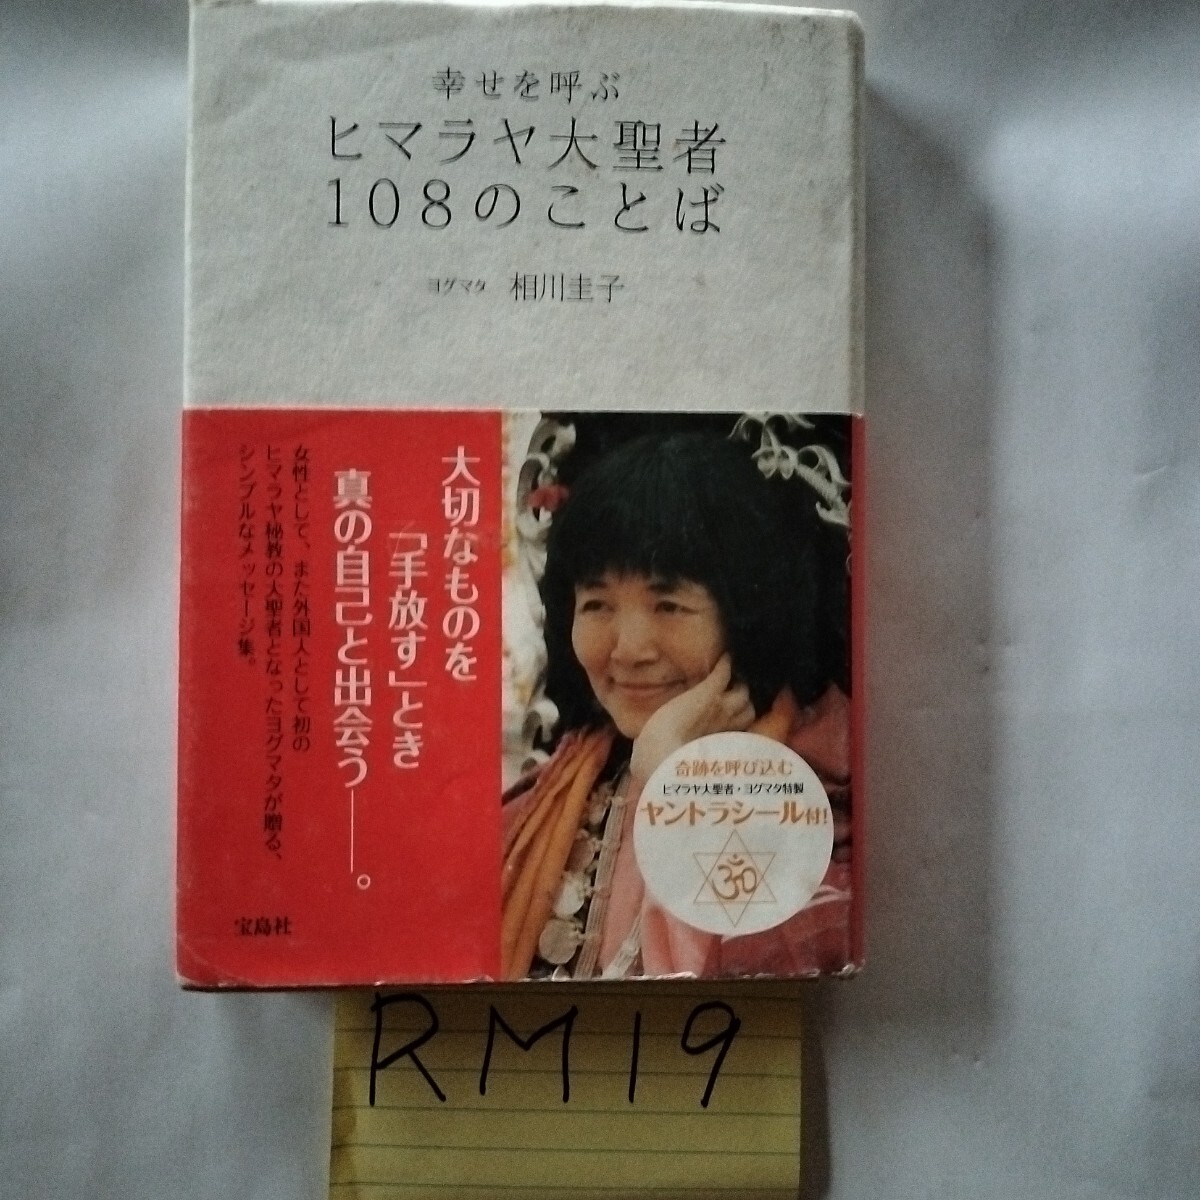 幸せを呼ぶ
ヒマラヤ大聖者
108のことば
ヨグマタ 相川圭子
大切なものを
「手放す」とき
真の自己と出会う――。
女性として、また外国人として初の
ヒマラヤ秘教の大聖者となったヨグマタが贈る、
シンプルなメッセージ集。
宝島社
奇跡を呼び込む
ヒマラヤ大聖者・ヨグマタ特製
ヤントラシール付!
ॐ
RM19